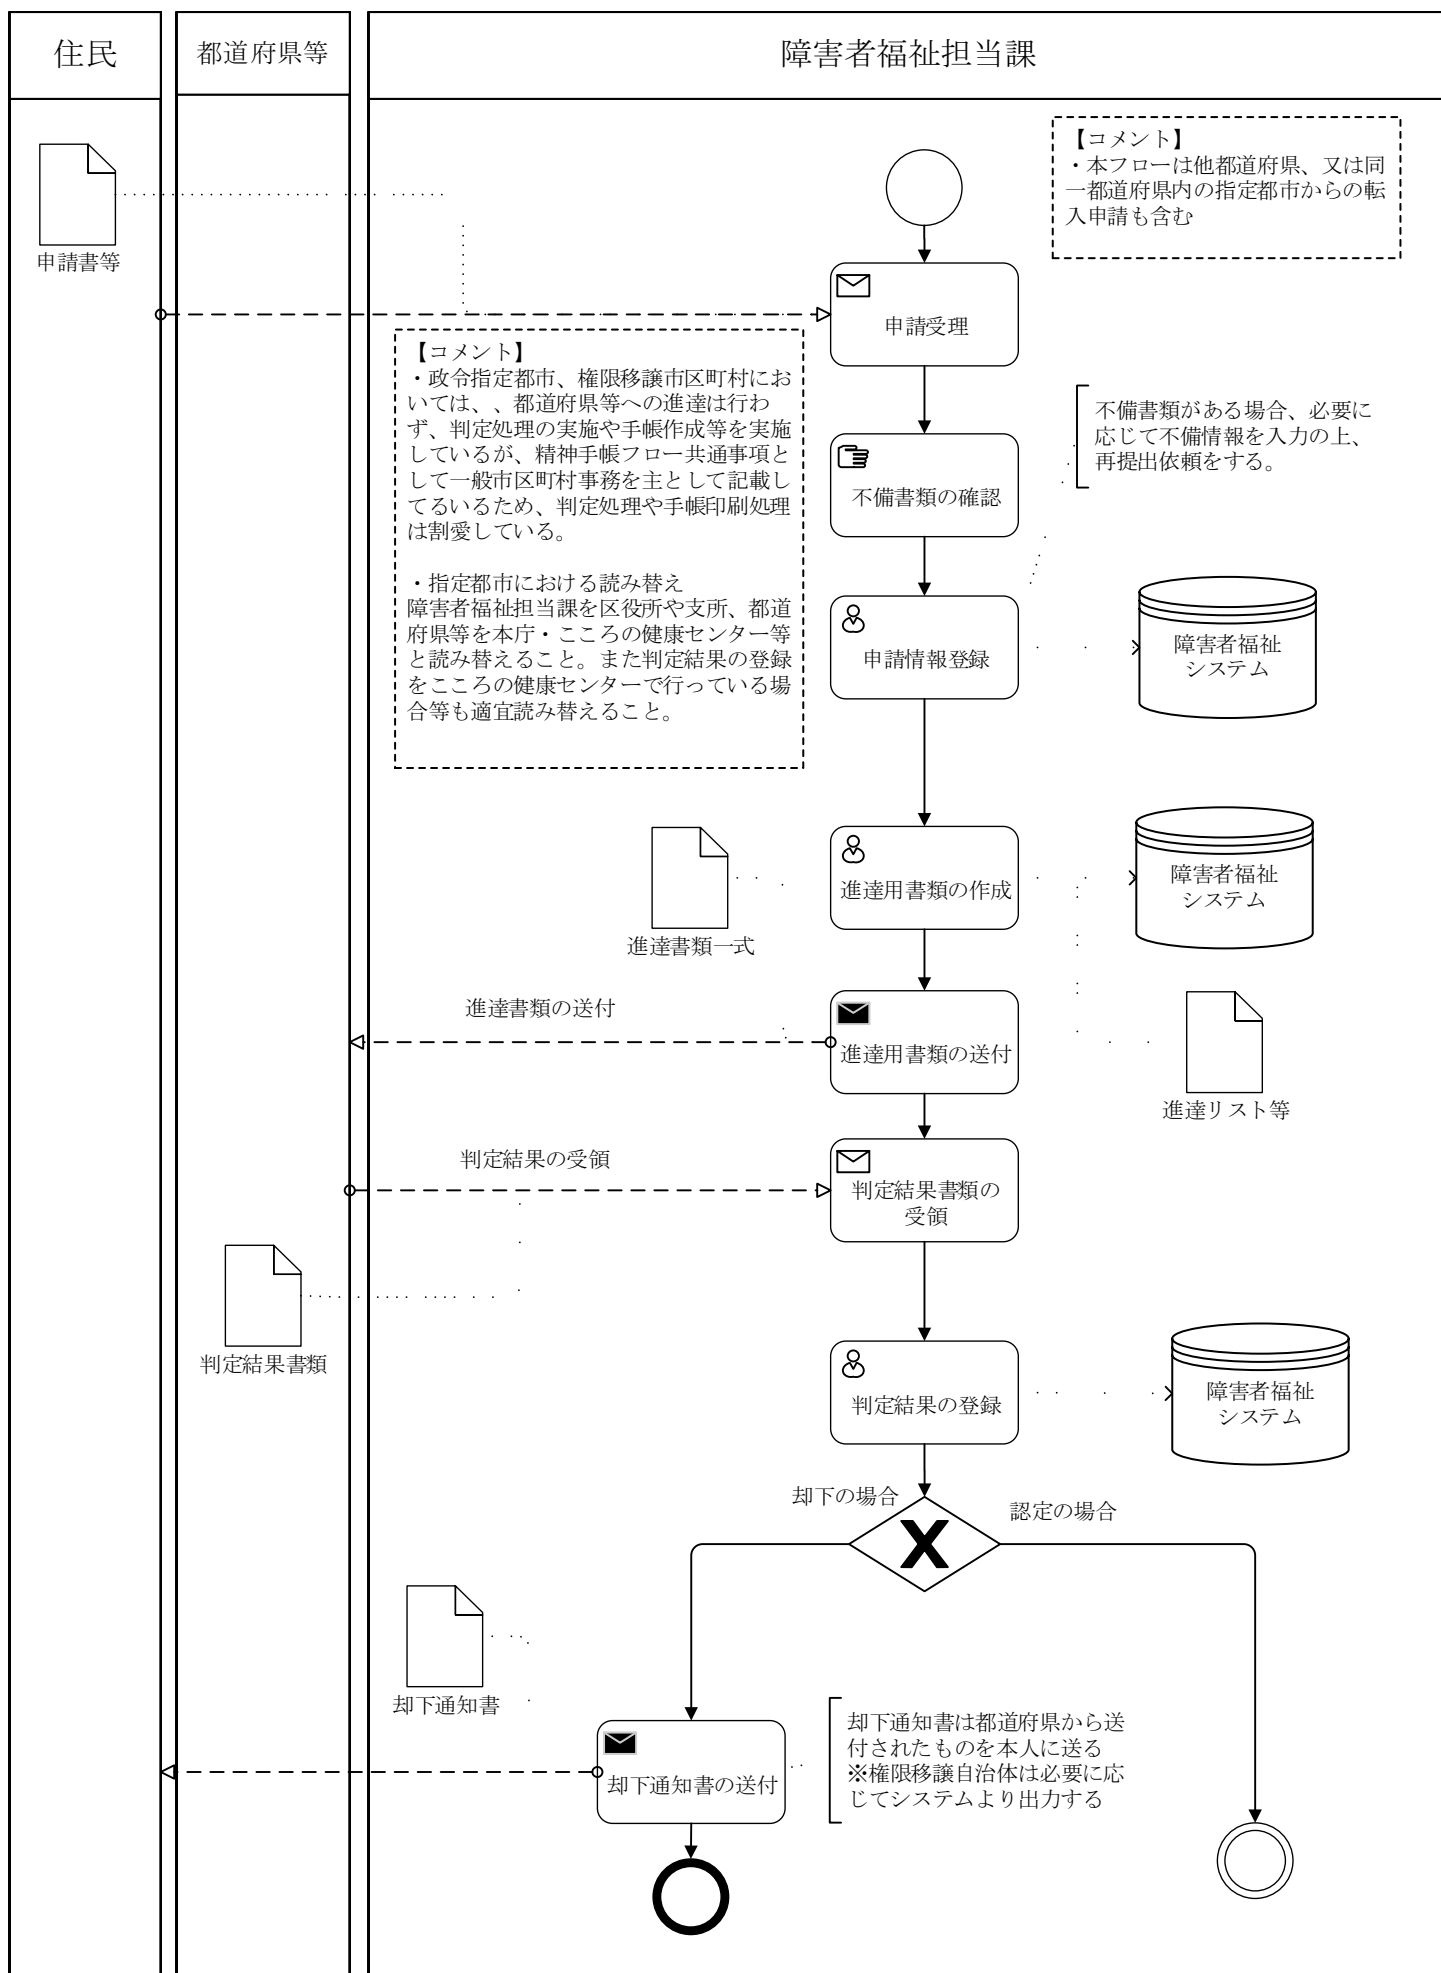 住民
都道府県等
障害者福祉担当課
【コメント】
・本フローは他都道府県、又は同
一都道府県内の指定都市からの転
入申請も含む
申請書等
申請受理
【コメント】
・政令指定都市、権限移譲市区町村にお
いては、、都道府県等への進達は行わ
ず、判定処理の実施や手帳作成等を実施
しているが、精神手帳フロー共通事項と
して一般市区町村事務を主として記載し
てるいるため、判定処理や手帳印刷処理
は割愛している。
・指定都市における読み替え
障害者福祉担当課を区役所や支所、都道
府県等を本庁・こころの健康センター等
と読み替えること。また判定結果の登録
をこころの健康センターで行っている場
合等も適宜読み替えること。
不備書類がある場合、必要に
応じて不備情報を入力の上、
再提出依頼をする。
不備書類の確認
申請情報登録
障害者福祉
システム
進達用書類の作成
障害者福祉
システム
進達書類一式
進達書類の送付
進達用書類の送付
進達リスト等
判定結果の受領
判定結果書類の
受領
判定結果書類
判定結果の登録
障害者福祉
システム
却下の場合
認定の場合
却下通知書
却下通知書の送付
却下通知書は都道府県から送
付されたものを本人に送る
※権限移譲自治体は必要に応
じてシステムより出力する